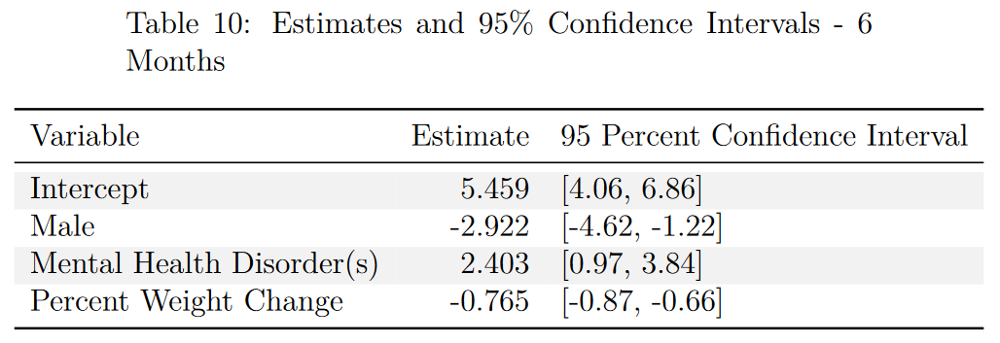 Table 10: Estimates and 95% Confidence Intervals - 6
Months
Variable Estimate 95 Percent Confidence Interval
Intercept 5.459 [4.06, 6.86]
Male -2.922 [-4.62, -1.22]
Mental Health Disorder(s) 2.403 [0.97, 3.84]
Percent Weight Change -0.765 [-0.87, -0.66]